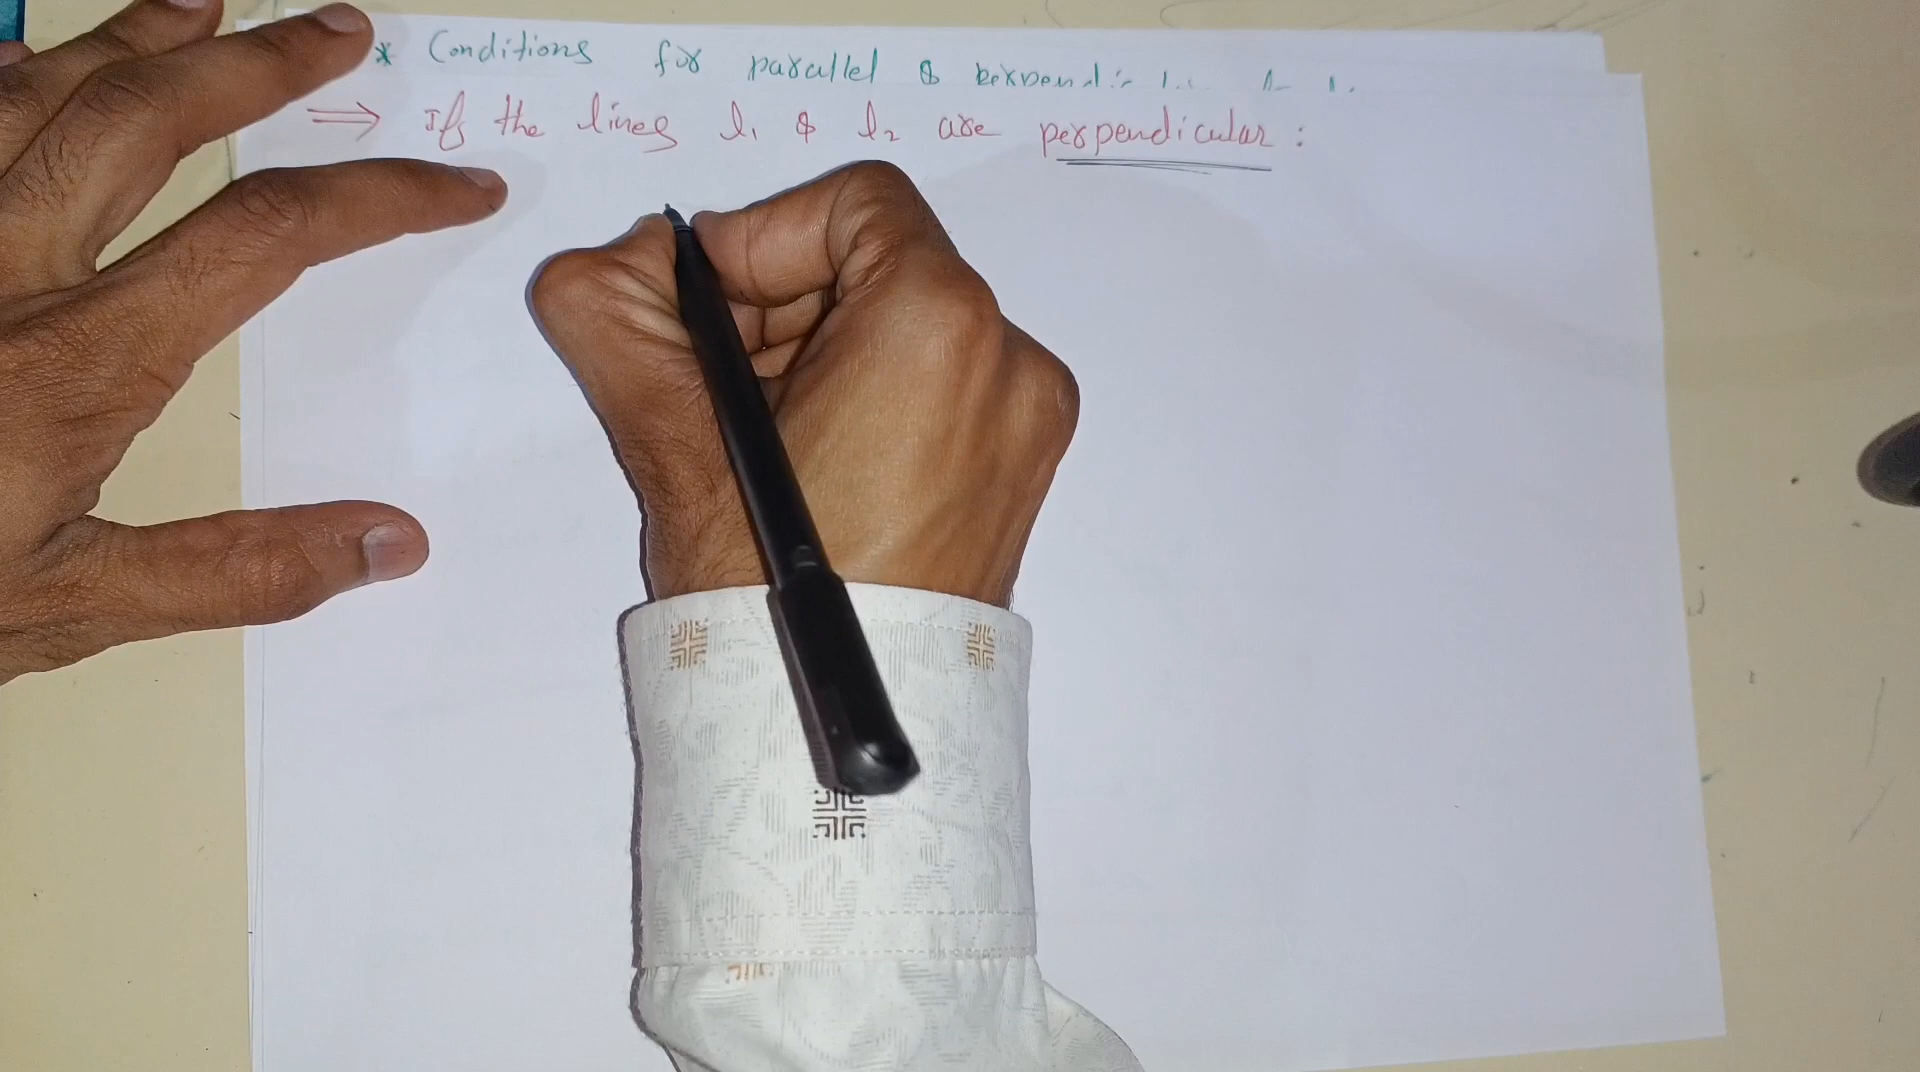 * Conditions for parallel &
⇒ If the lines l₁ & l₂ are perpendicular :